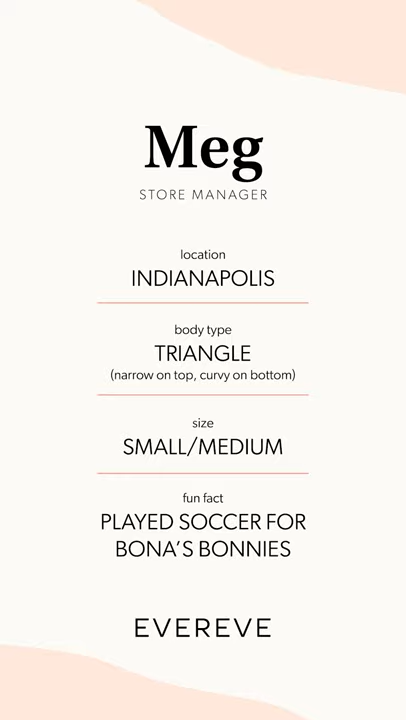 Meg
STORE MANAGER
location
INDIANAPOLIS
body type
TRIANGLE
(narrow on top, curvy on bottom)
size
SMALL/MEDIUM
fun fact
PLAYED SOCCER FOR
BONA'S BONNIES
EVEREVE